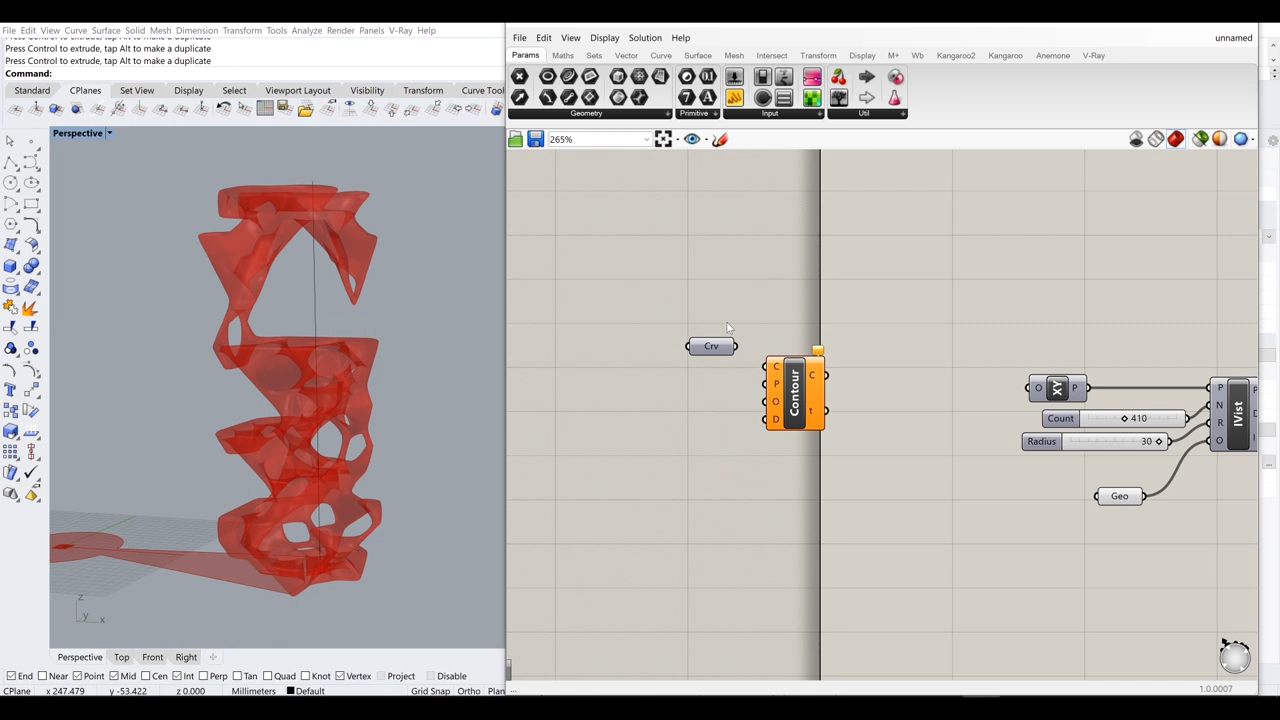 File Edit View Curve Surface Solid Mesh Dimension Transform Tools Analyze Render Panels V-Ray Help
Press Control to extrude, tap Alt to make a duplicate
Press Control to extrude, tap Alt to make a duplicate
Command:
Standard CPlanes Set View Display Select Viewport Layout Visibility Transform Curve Tool
Perspective
z
y x
Perspective Top Front Right
End Near Point Mid Cen Int Perp Tan Quad Knot Vertex Project Disable
CPlane x 247.479 y -53.422 z 0.000 Millimeters Default Grid Snap Ortho Plan
File Edit View Display Solution Help unnamed
Params Maths Sets Vector Curve Surface Mesh Intersect Transform Display M+ Wb Kangaroo2 Kangaroo Anemone V-Ray
Geometry Primitive Input Util
265%
Crv
C
P
O
D
Contour
C
t
O XY P
Count 410
Radius 30
Geo
P
N
R
O
IVist
P
D
I
1.0.0007